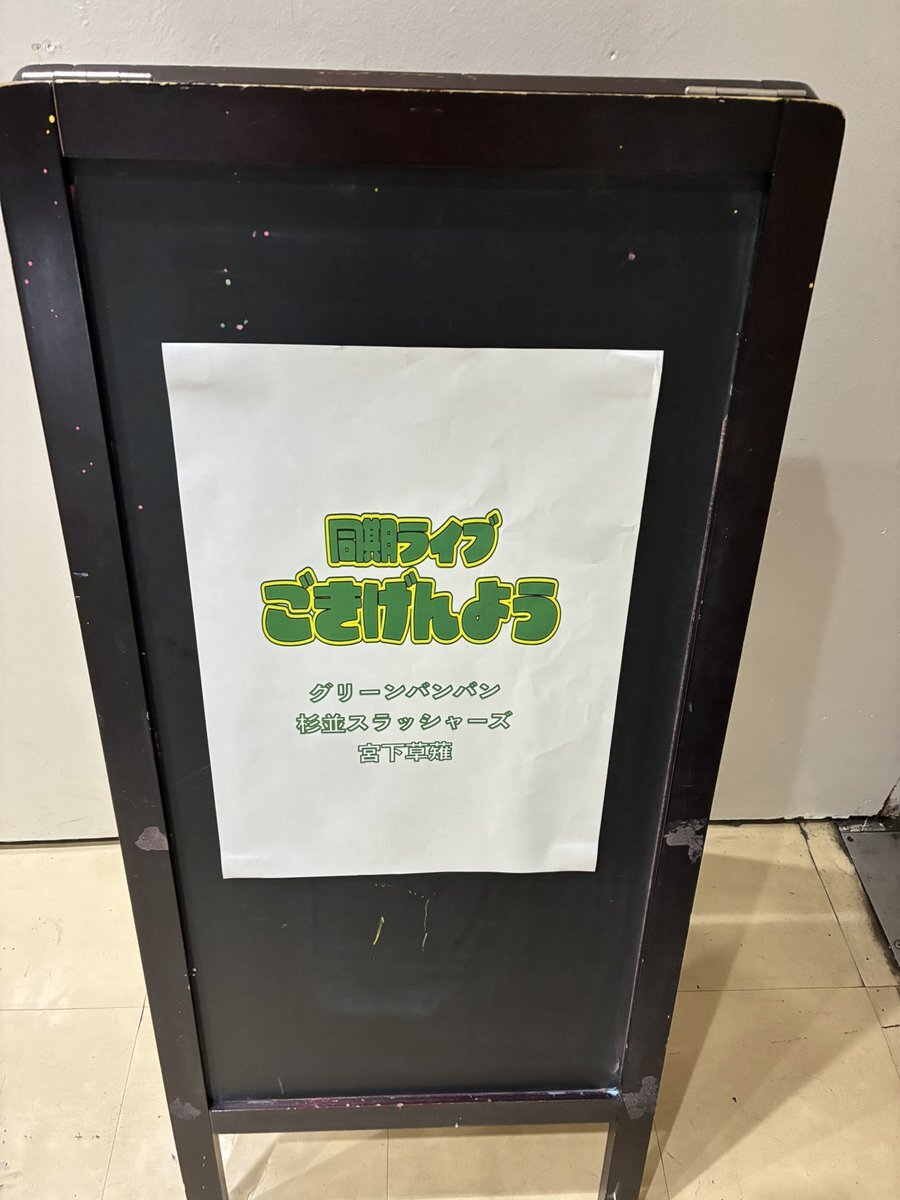 同期ライブ
ごきげんよう
グリーンバンバン
杉並スラッシャーズ
宮下草薙